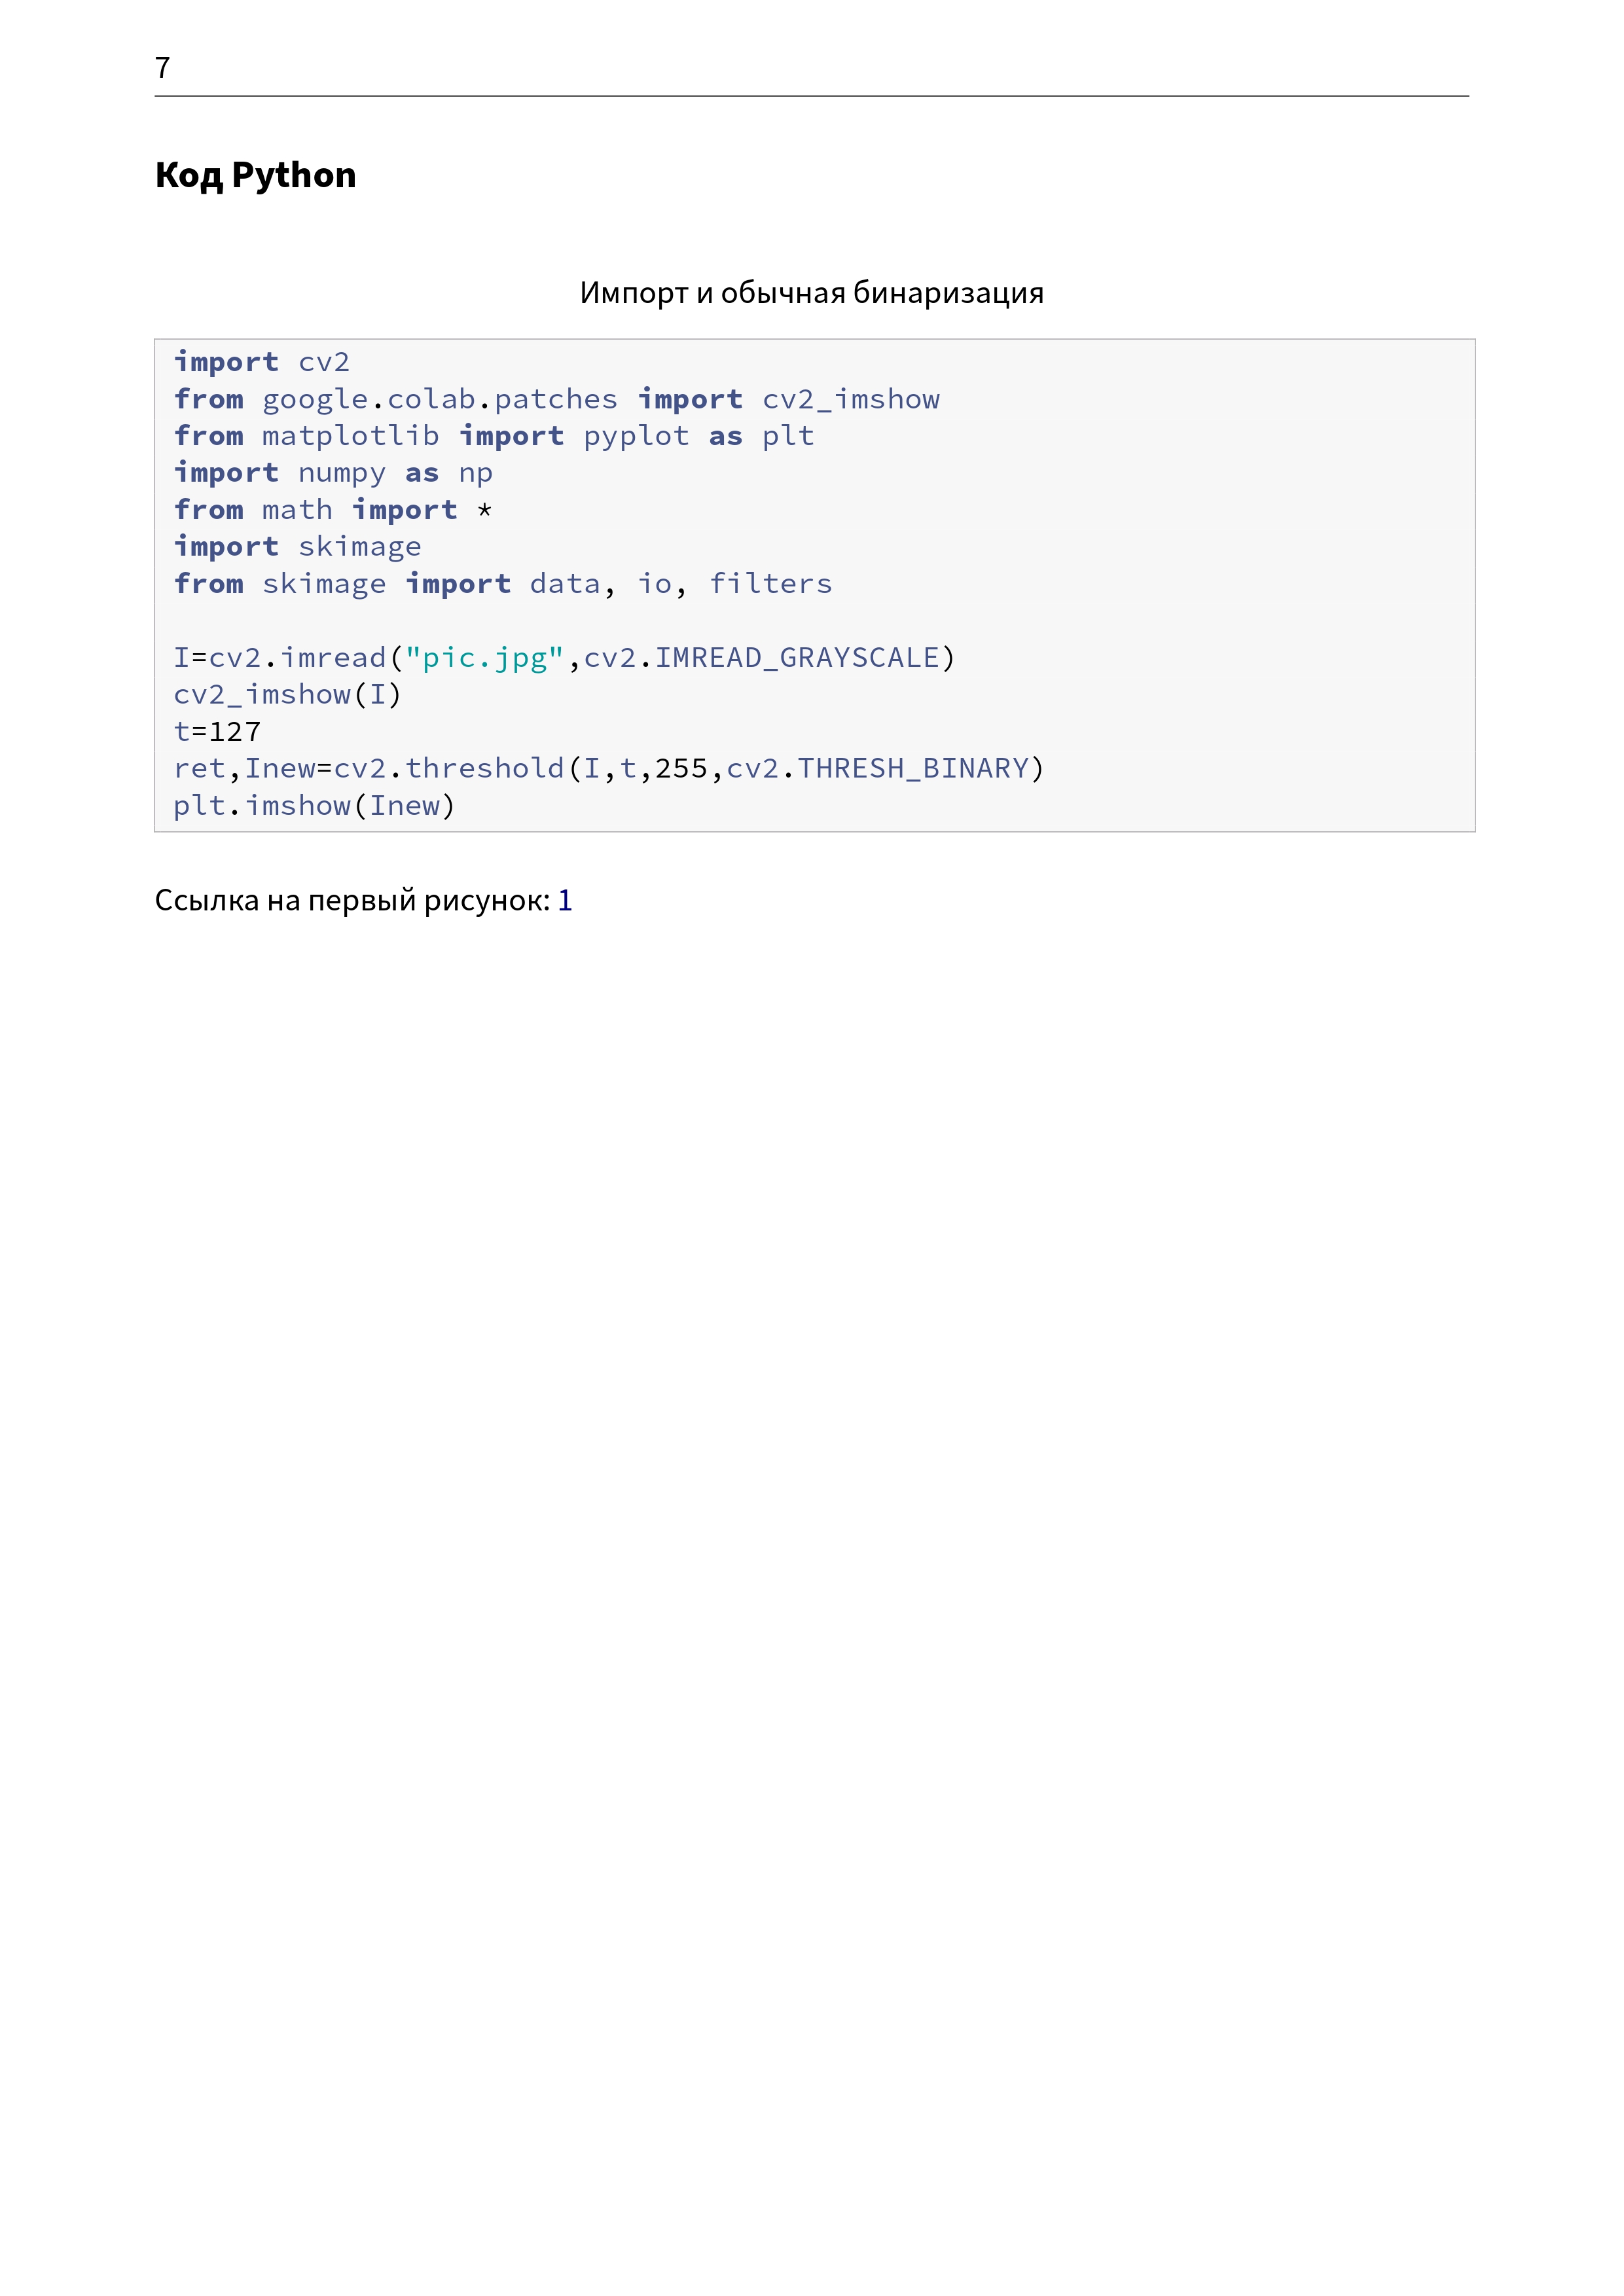 7
Код Python
Импорт и обычная бинаризация
import cv2
from google.colab.patches import cv2_imshow
from matplotlib import pyplot as plt
import numpy as np
from math import *
import skimage
from skimage import data, io, filters
I=cv2.imread("pic.jpg",cv2.IMREAD_GRAYSCALE)
cv2_imshow(I)
t=127
ret,Inew=cv2.threshold(I,t,255,cv2.THRESH_BINARY)
plt.imshow(Inew)
Ссылка на первый рисунок: 1